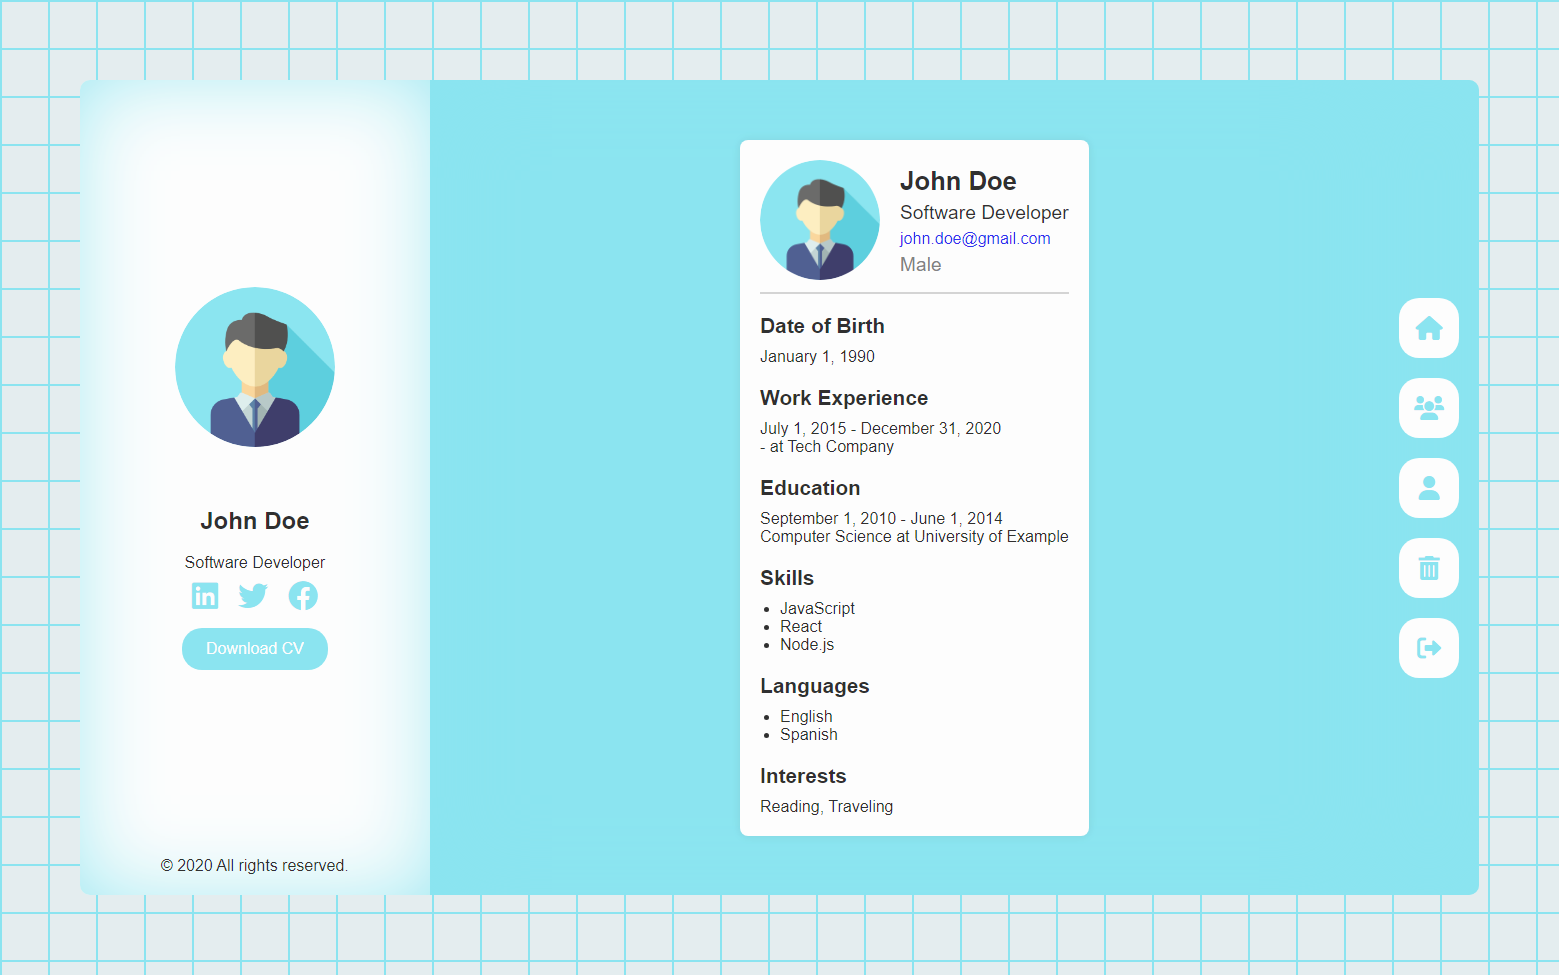 John Doe
Software Developer
Download CV
© 2020 All rights reserved.
John Doe
Software Developer
john.doe@gmail.com
Male
Date of Birth
January 1, 1990
Work Experience
July 1, 2015 - December 31, 2020
- at Tech Company
Education
September 1, 2010 - June 1, 2014
Computer Science at University of Example
Skills
• JavaScript
• React
• Node.js
Languages
• English
• Spanish
Interests
Reading, Traveling